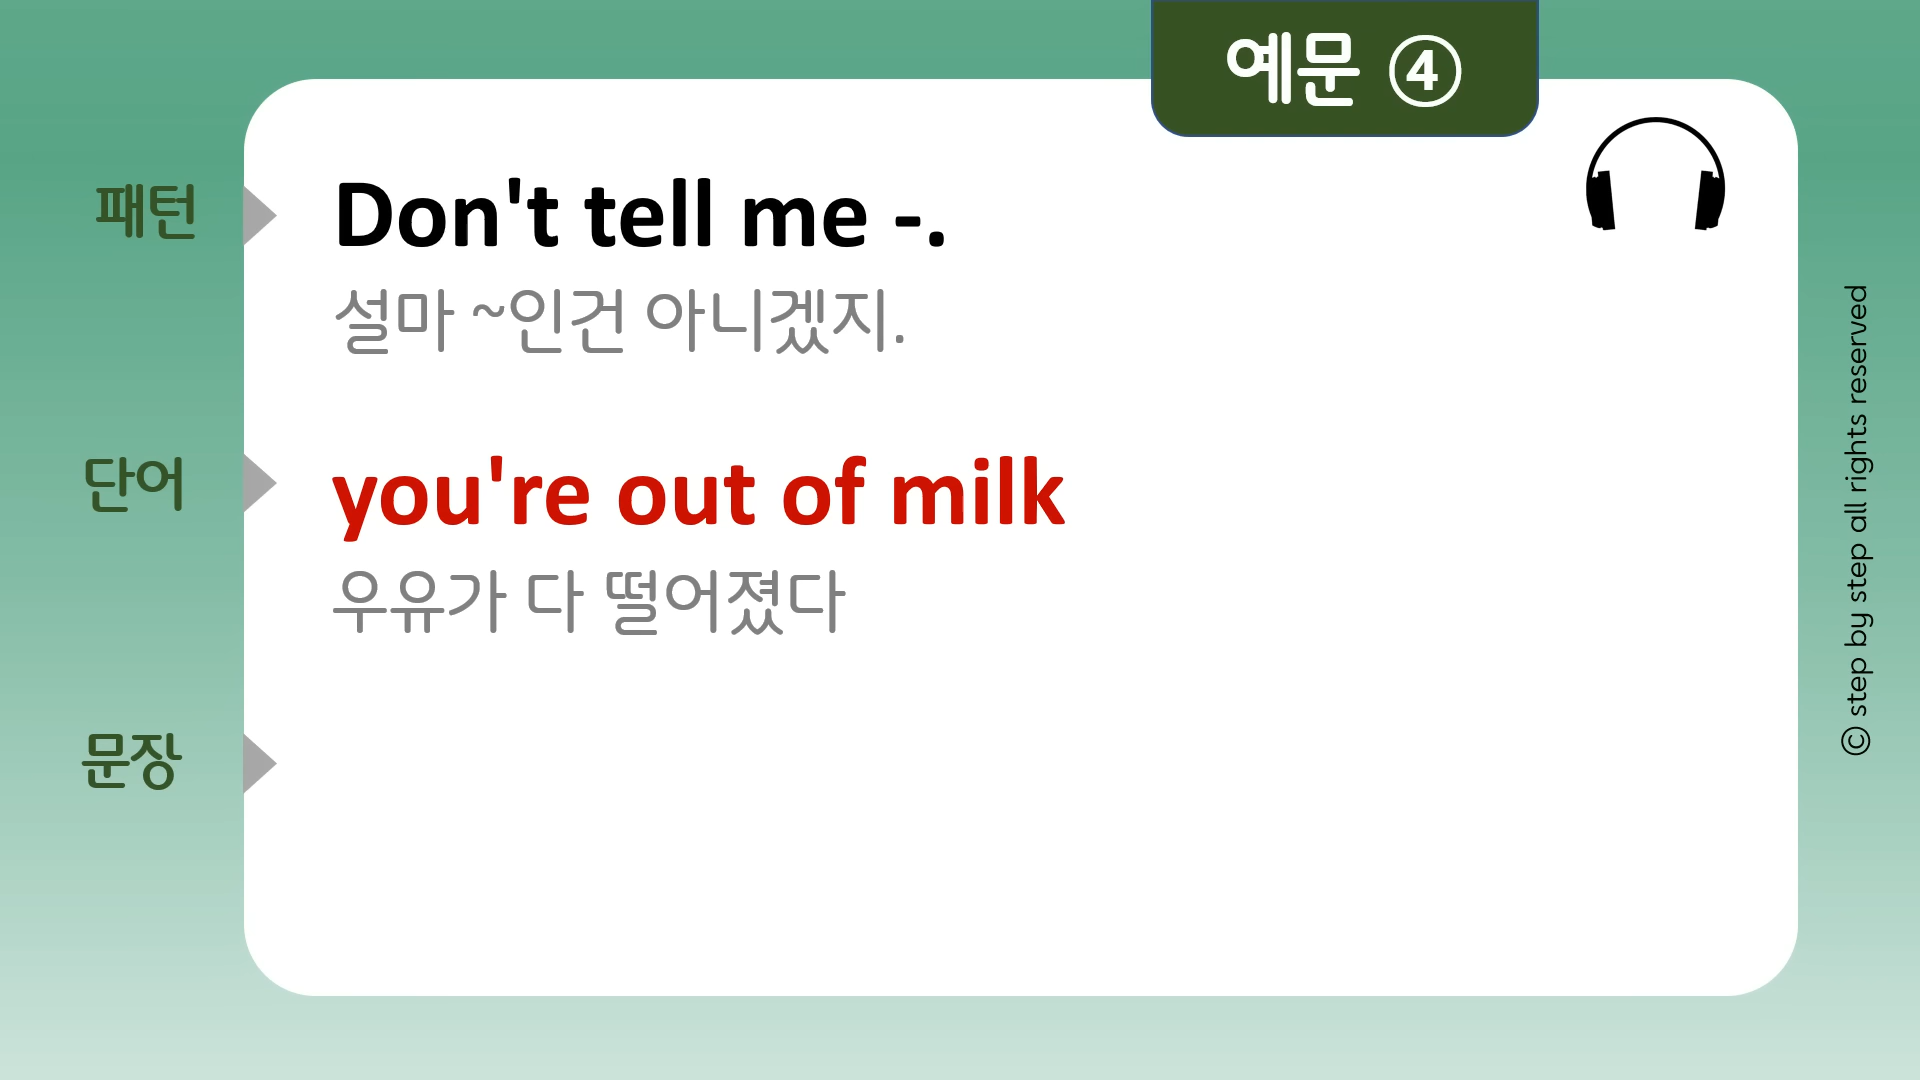 예문 ④
패턴
Don't tell me -.
설마 ~인건 아니겠지.
단어
you're out of milk
우유가 다 떨어졌다
문장
ⓒ step by step all rights reserved